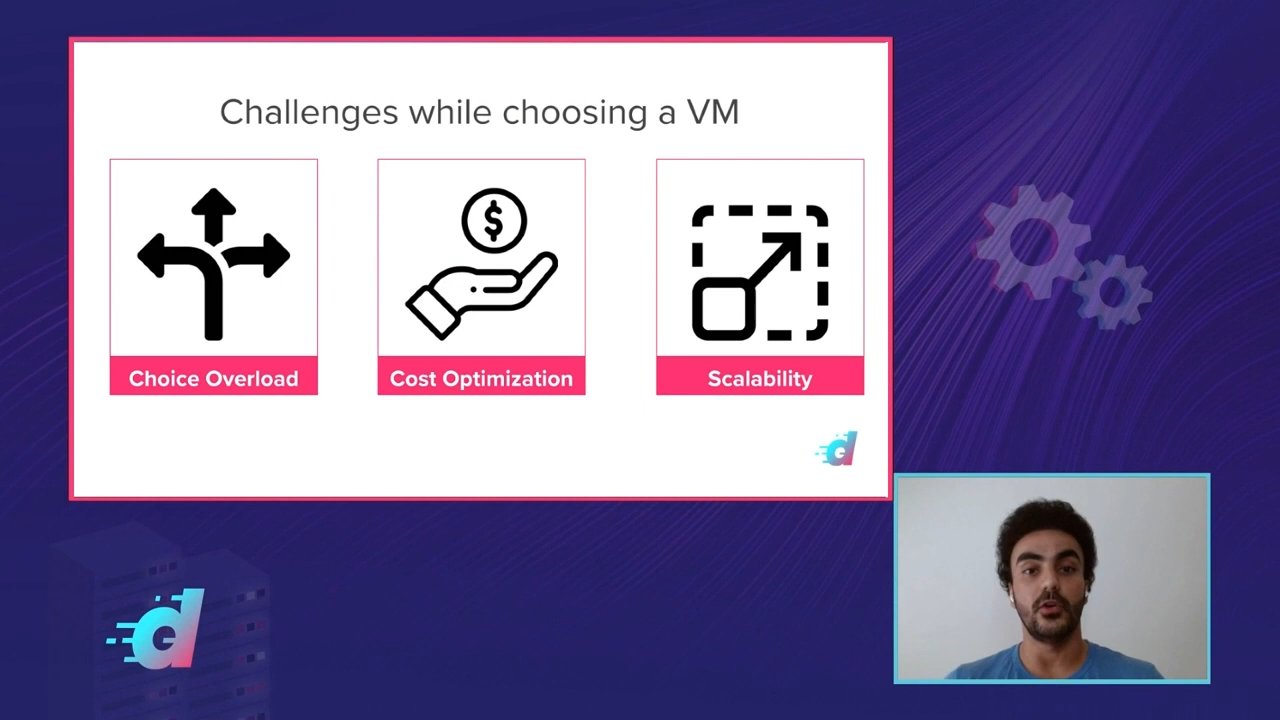 Challenges while choosing a VM
Choice Overload
Cost Optimization
Scalability